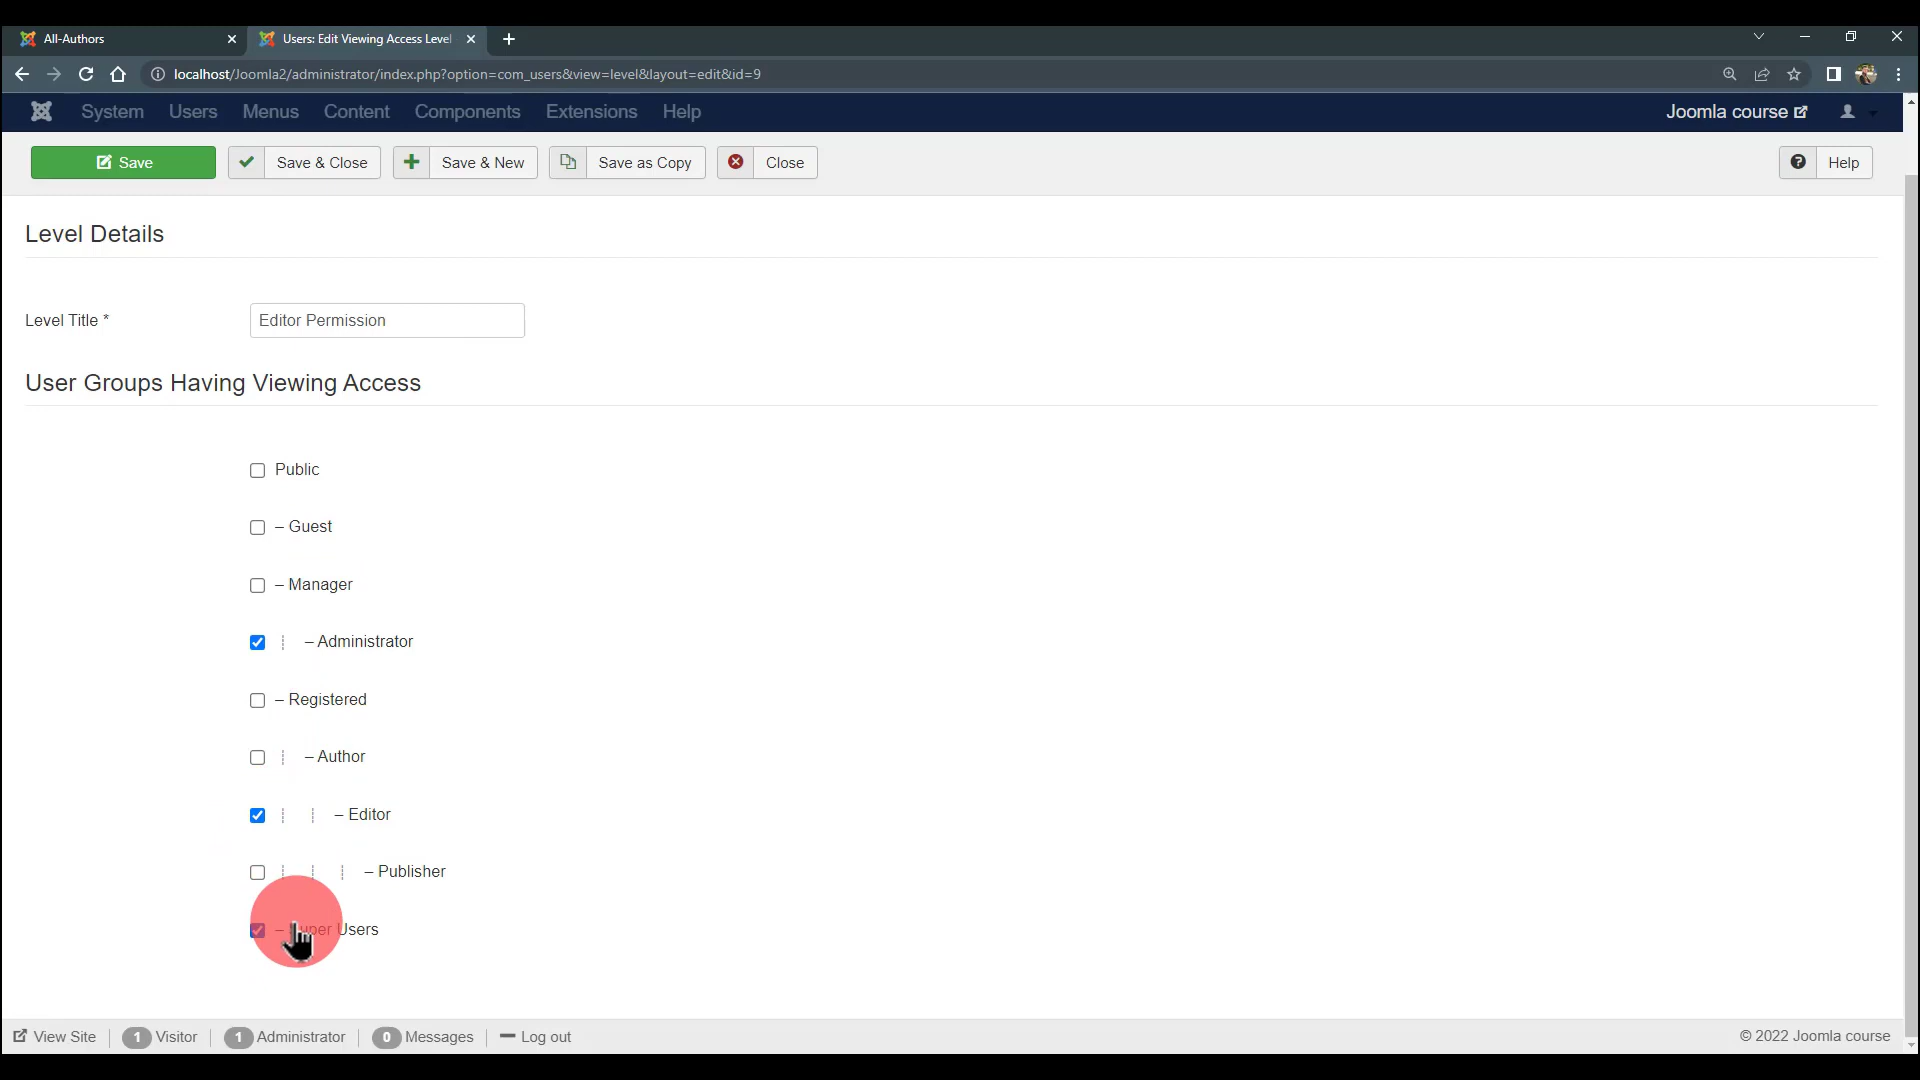 All-Authors
Users: Edit Viewing Access Level
localhost/Joomla2/administrator/index.php?option=com_users&view=level&layout=edit&id=9
System Users Menus Content Components Extensions Help
Joomla course
Save
Save & Close
Save & New
Save as Copy
Close
Help
Level Details
Level Title *
Editor Permission
User Groups Having Viewing Access
Public
– Guest
– Manager
– Administrator
– Registered
– Author
– Editor
– Publisher
– Super Users
View Site
1 Visitor
1 Administrator
0 Messages
Log out
© 2022 Joomla course